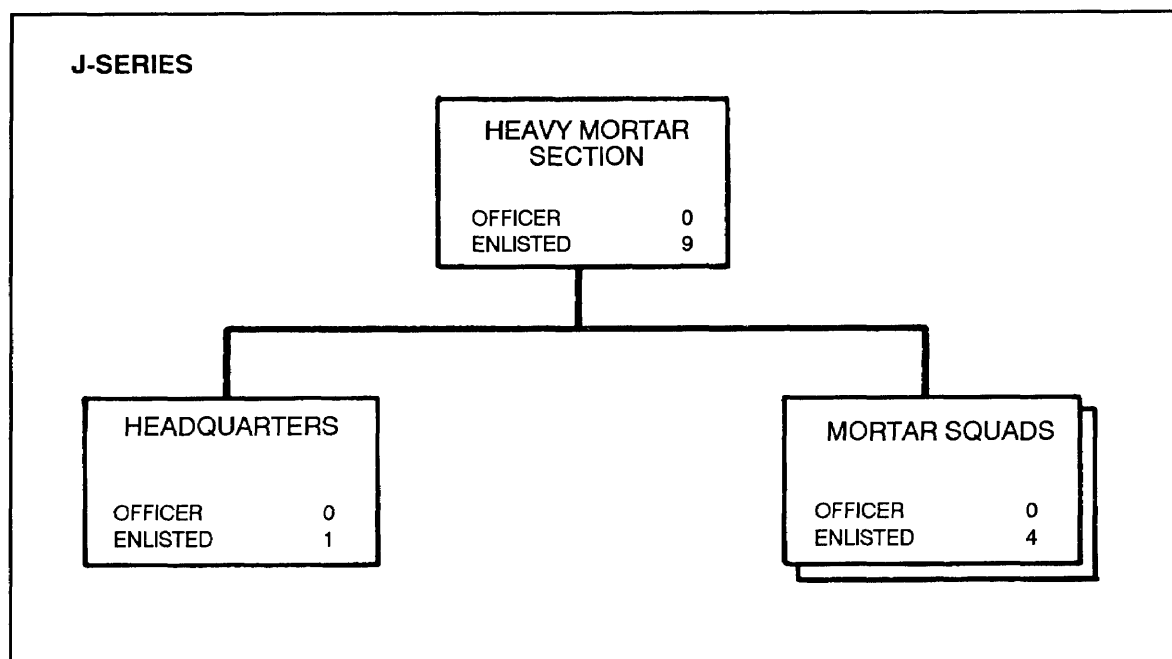 J-SERIES
HEAVY MORTAR
SECTION
OFFICER 0
ENLISTED 9
HEADQUARTERS
OFFICER 0
ENLISTED 1
MORTAR SQUADS
OFFICER 0
ENLISTED 4